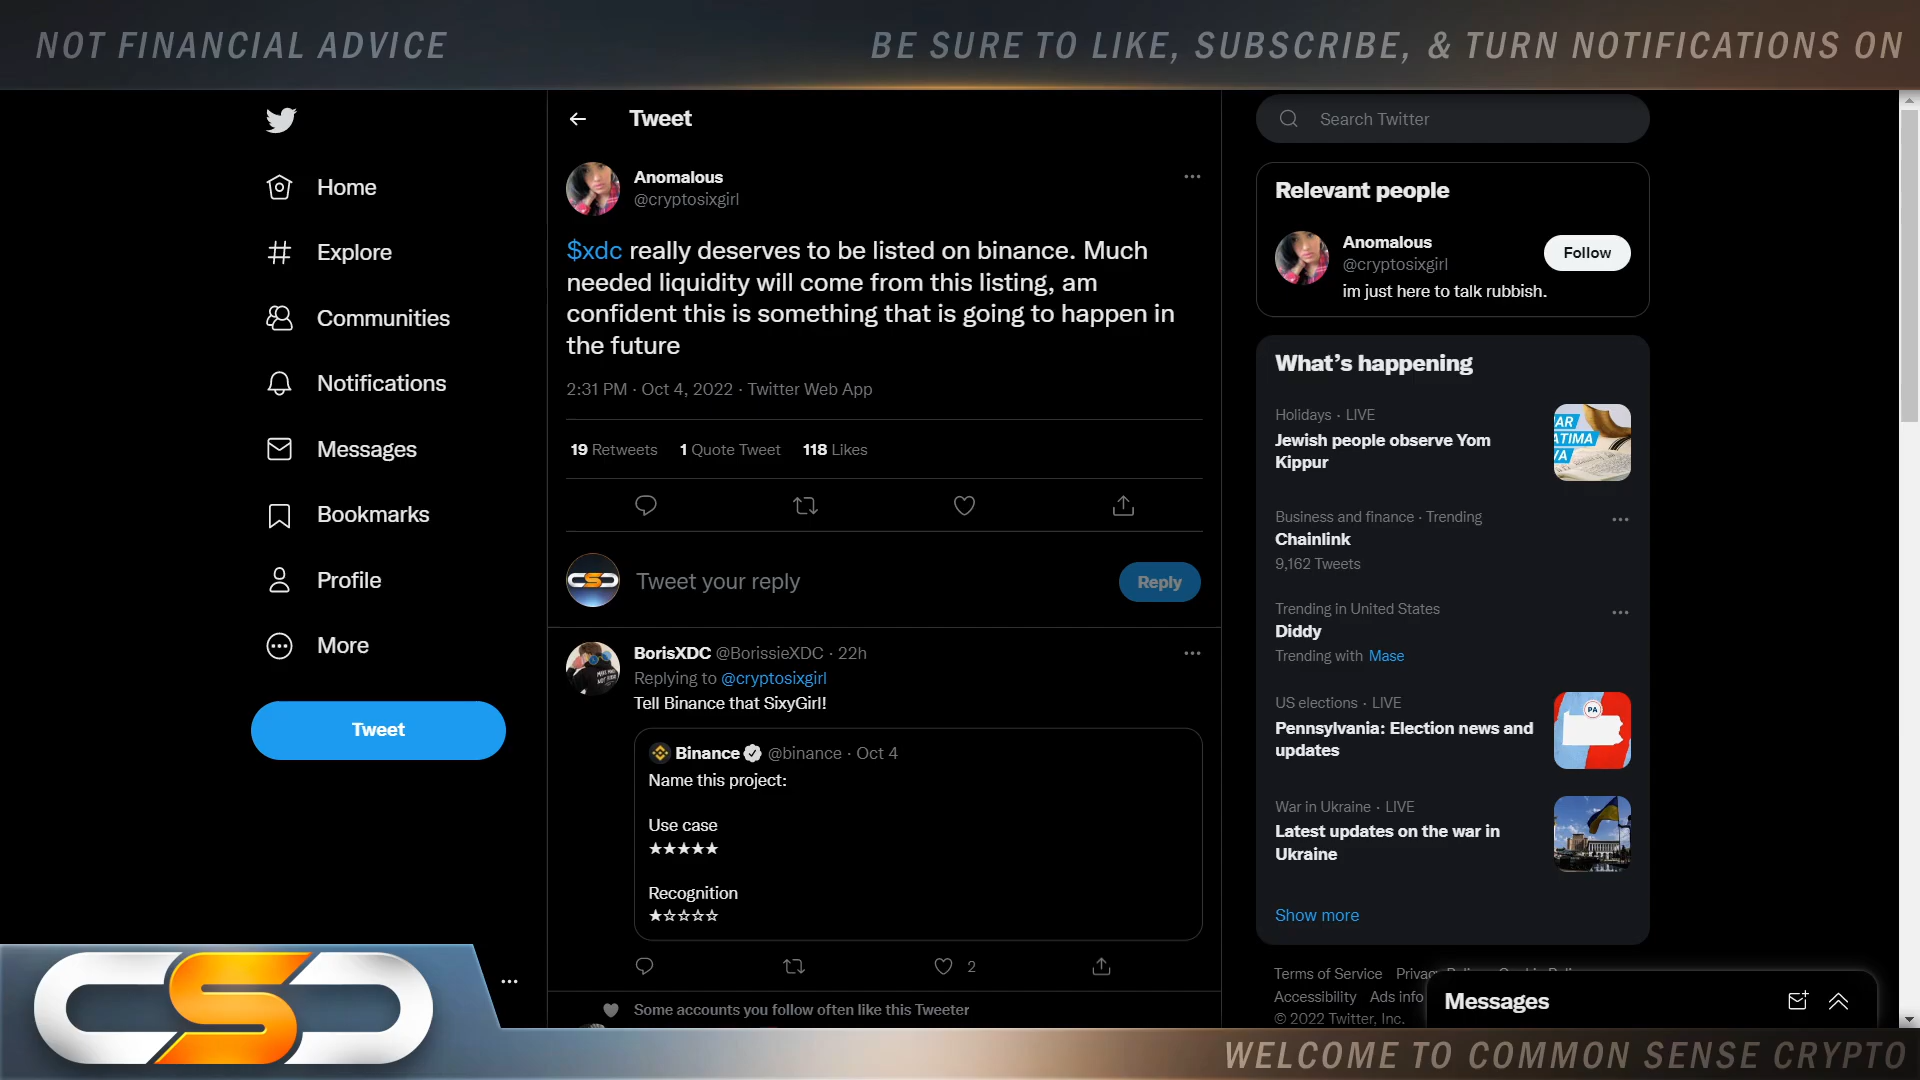 NOT FINANCIAL ADVICE
BE SURE TO LIKE, SUBSCRIBE, & TURN NOTIFICATIONS ON
Home
Explore
Communities
Notifications
Messages
Bookmarks
Profile
More
Tweet
Tweet
Anomalous
@cryptosixgirl
$xdc really deserves to be listed on binance. Much
needed liquidity will come from this listing, am
confident this is something that is going to happen in
the future
2:31 PM · Oct 4, 2022 · Twitter Web App
19 Retweets 1 Quote Tweet 118 Likes
CSC
Tweet your reply
Reply
BorisXDC @BorissieXDC · 22h
Replying to @cryptosixgirl
Tell Binance that SixyGirl!
Binance @binance · Oct 4
Name this project:
Use case
★★★★★
Recognition
★☆☆☆☆
2
Some accounts you follow often like this Tweeter
Search Twitter
Relevant people
Anomalous
@cryptosixgirl
Follow
im just here to talk rubbish.
What's happening
Holidays · LIVE
Jewish people observe Yom
Kippur
Business and finance · Trending
Chainlink
9,162 Tweets
Trending in United States
Diddy
Trending with Mase
US elections · LIVE
Pennsylvania: Election news and
updates
PA
War in Ukraine · LIVE
Latest updates on the war in
Ukraine
Show more
Terms of Service
Accessibility Ads info
© 2022 Twitter, Inc.
Messages
CSC
WELCOME TO COMMON SENSE CRYPTO